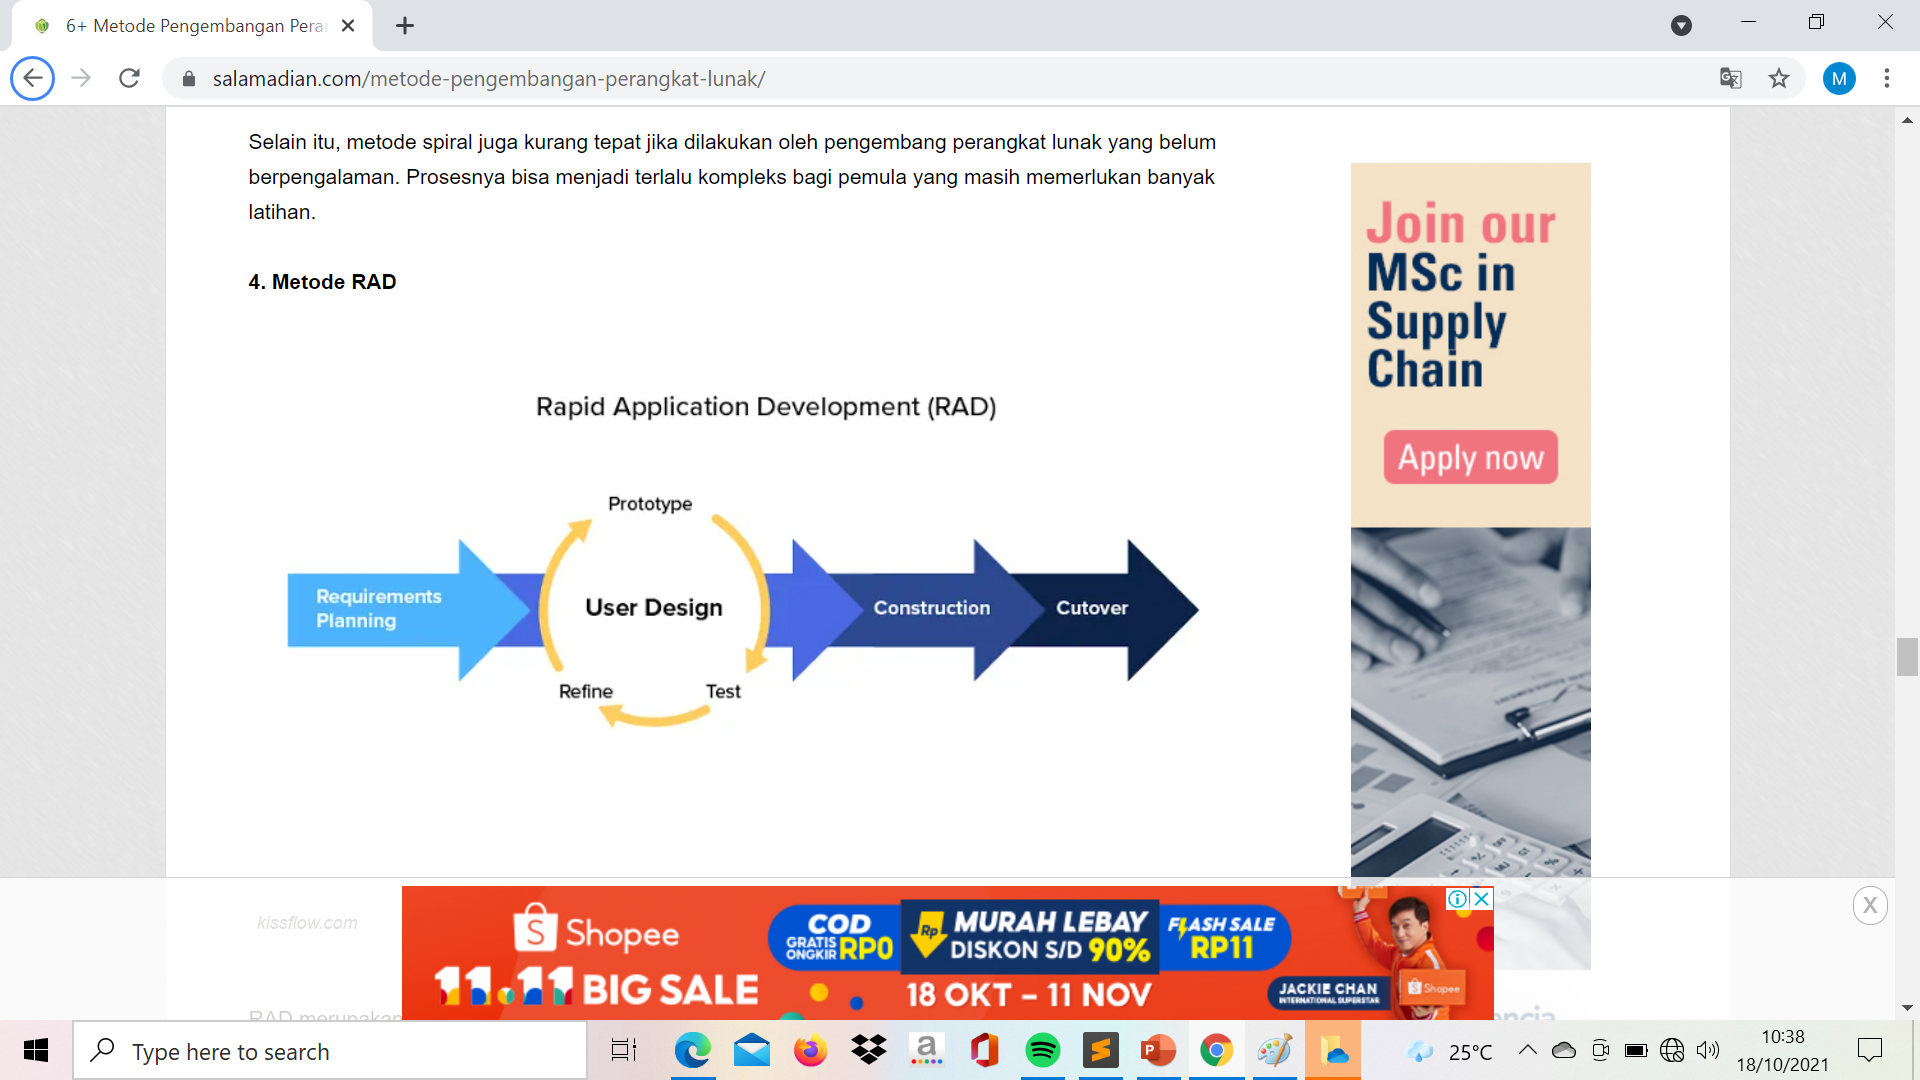 6+ Metode Pengembangan Pera
salamadian.com/metode-pengembangan-perangkat-lunak/
M
Selain itu, metode spiral juga kurang tepat jika dilakukan oleh pengembang perangkat lunak yang belum
berpengalaman. Prosesnya bisa menjadi terlalu kompleks bagi pemula yang masih memerlukan banyak
latihan.
4. Metode RAD
Rapid Application Development (RAD)
Prototype
Requirements
Planning
User Design
Construction
Cutover
Refine
Test
Join our
MSc in
Supply
Chain
Apply now
kissflow.com
RAD merupakan
Shopee
11.11 BIG SALE
COD
GRATIS
ONGKIR RP0
Rp
MURAH LEBAY
DISKON S/D 90%
FLASH SALE
RP11
18 OKT – 11 NOV
JACKIE CHAN
INTERNATIONAL SUPERSTAR
Shopee
X
Type here to search
25°C
10:38
18/10/2021